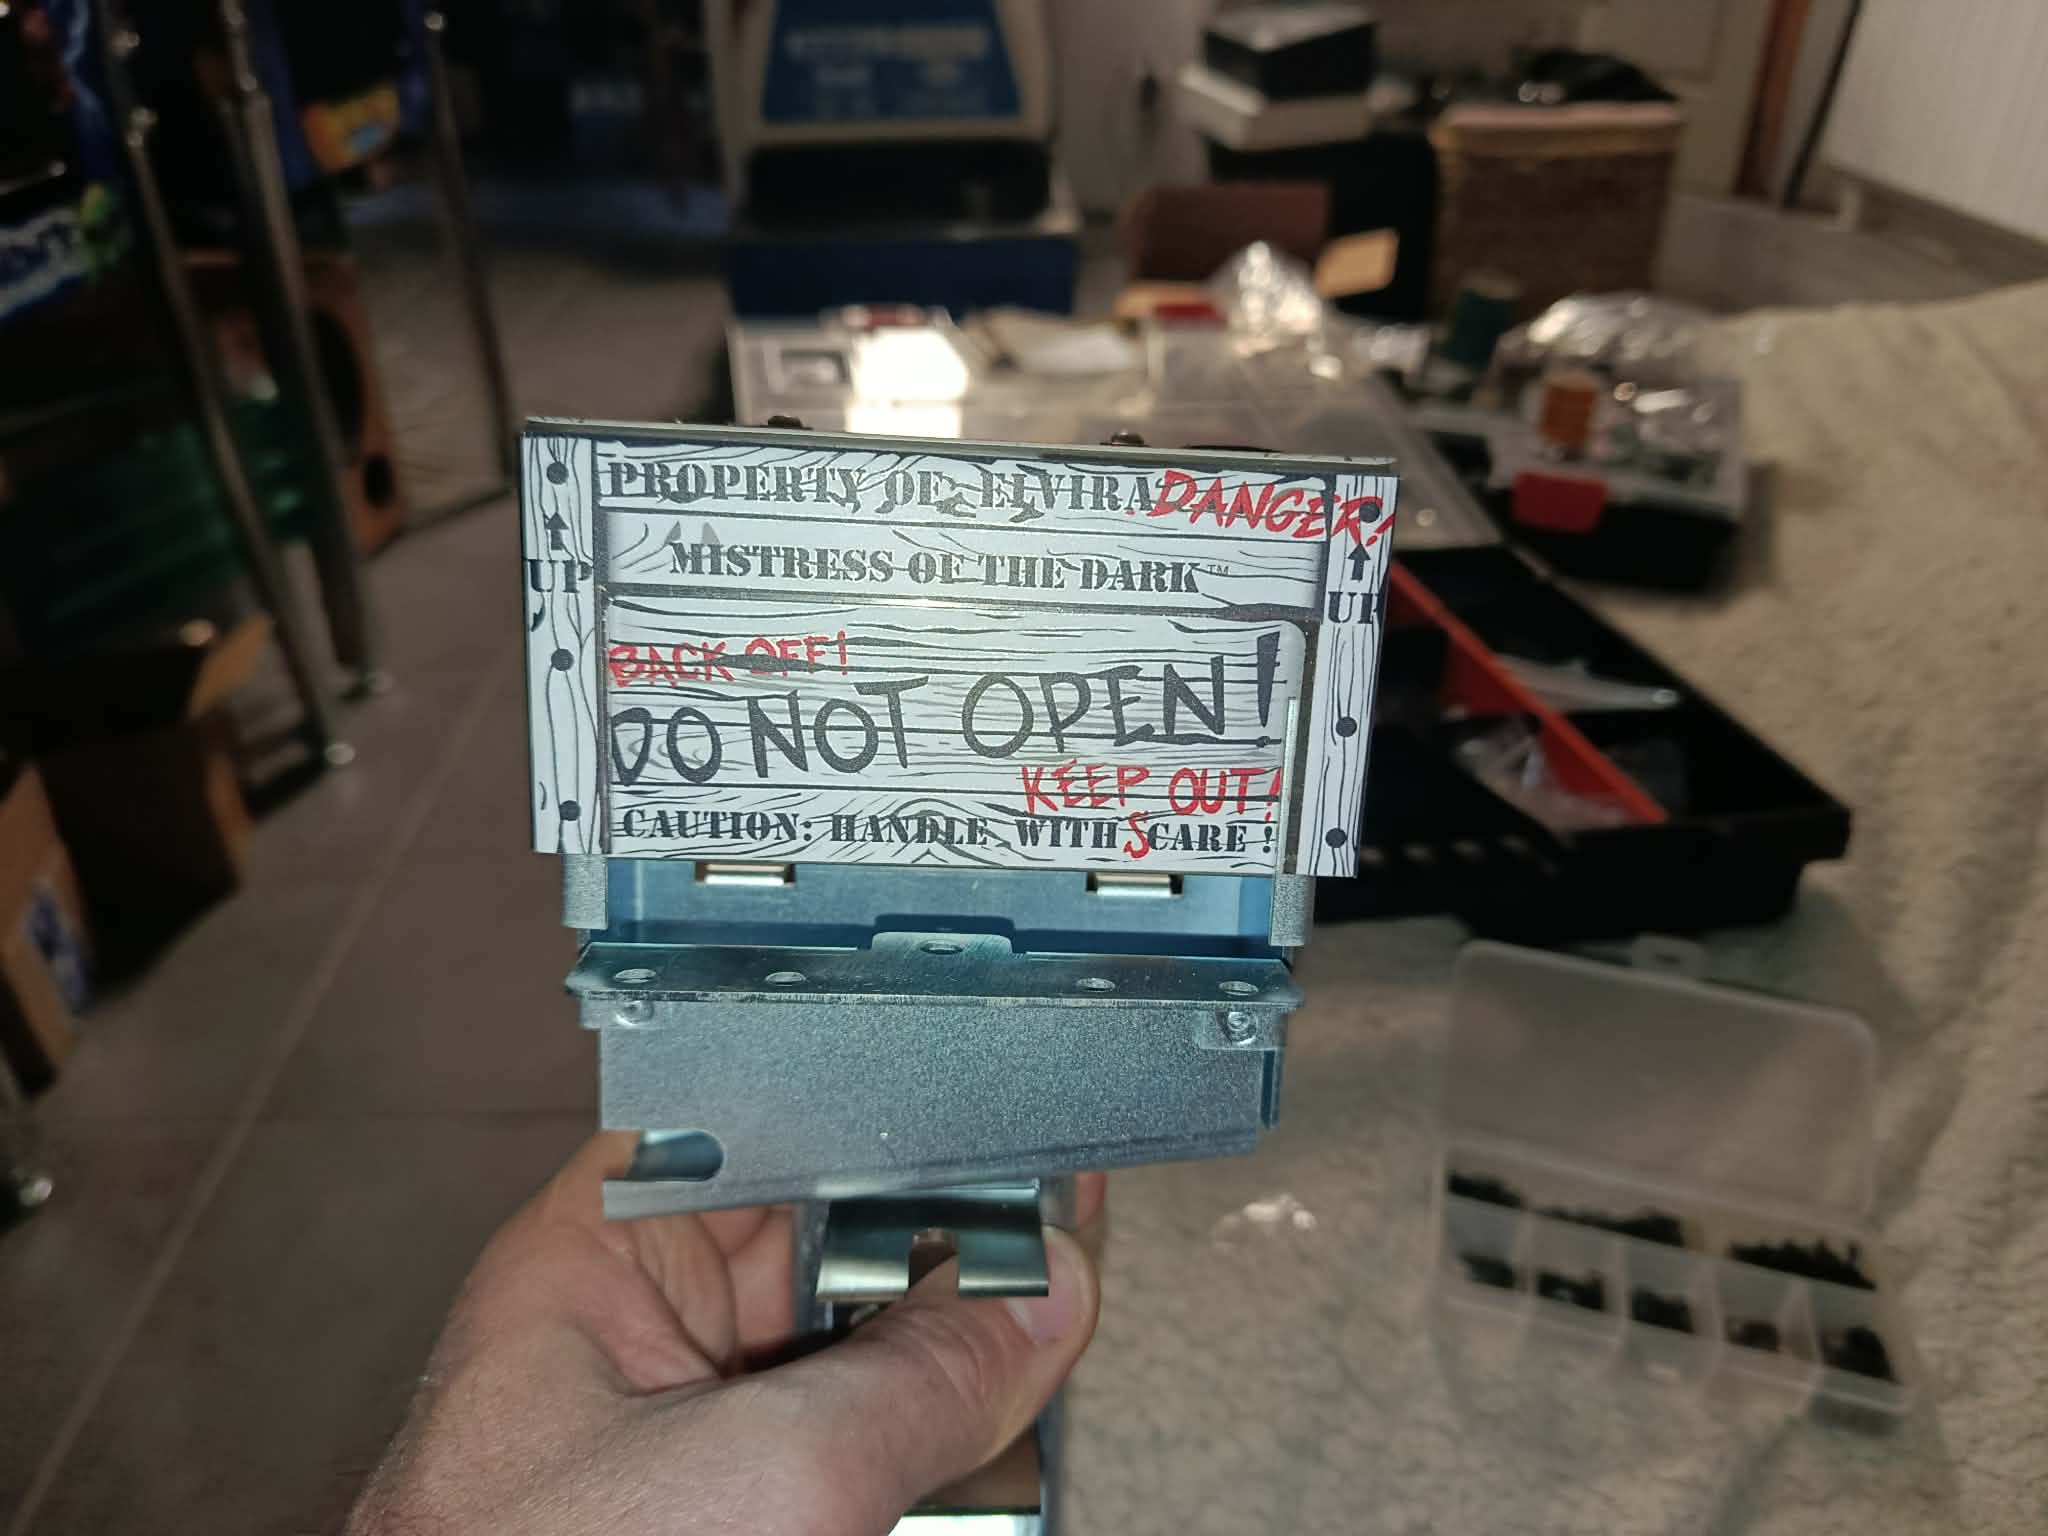 PROPERTY OF ELVIRA DANGER!
MISTRESS OF THE DARK™
UP
UP
BACK OFF!
DO NOT OPEN!
KEEP OUT!
CAUTION: HANDLE WITH SCARE!